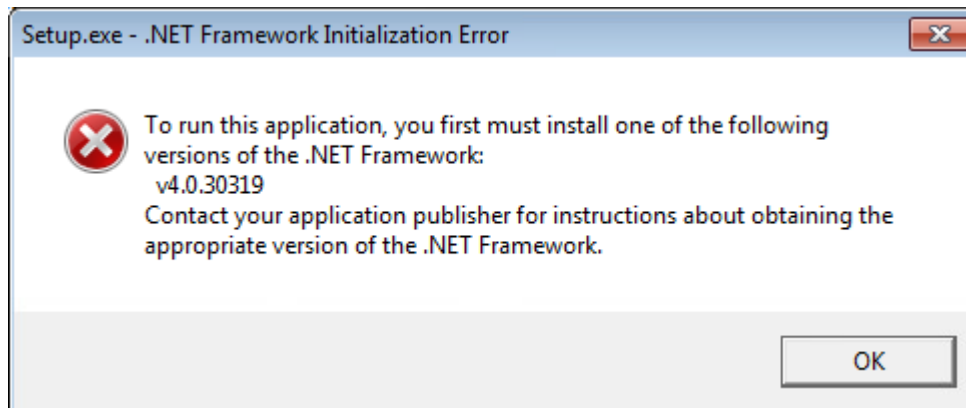 Setup.exe - .NET Framework Initialization Error
To run this application, you first must install one of the following
versions of the .NET Framework:
v4.0.30319
Contact your application publisher for instructions about obtaining the
appropriate version of the .NET Framework.
OK